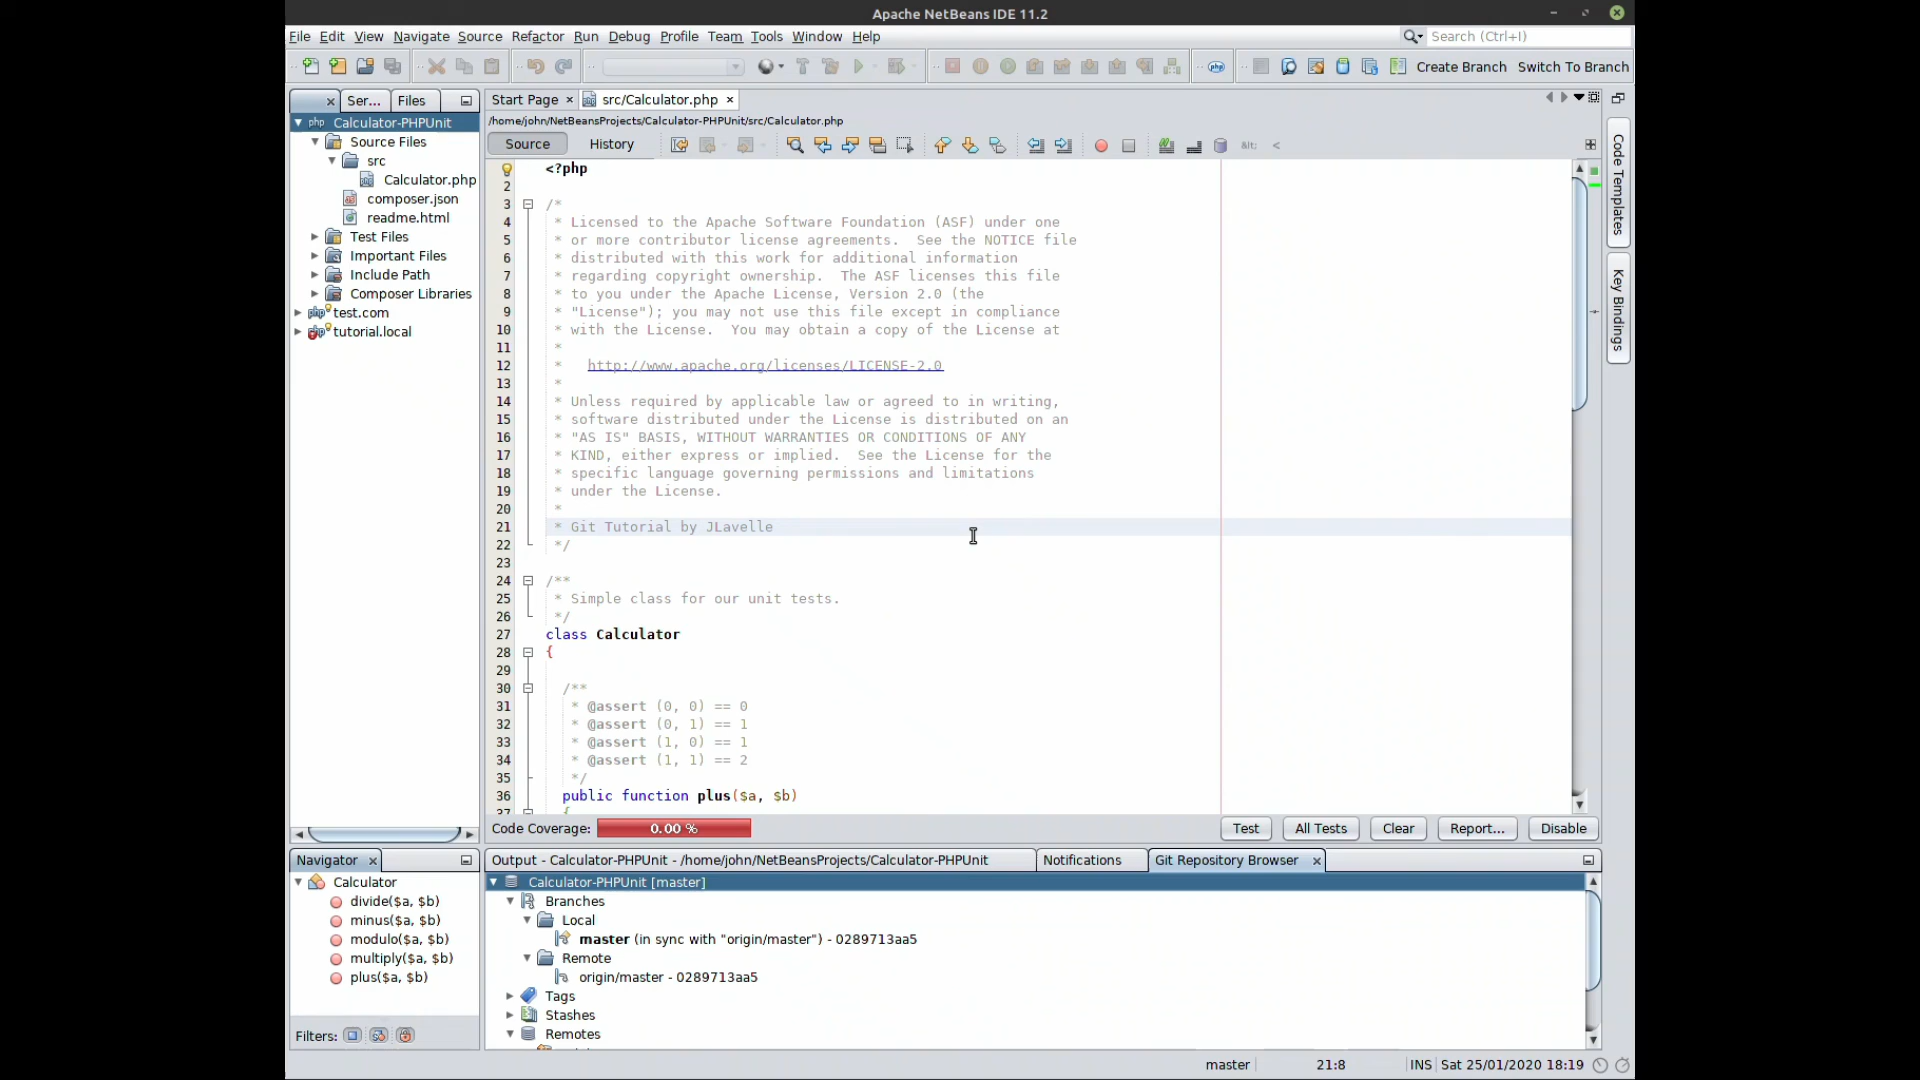 Apache NetBeans IDE 11.2
File Edit View Navigate Source Refactor Run Debug Profile Team Tools Window Help
Search (Ctrl+I)
php
Create Branch Switch To Branch
Ser... Files
Start Page src/Calculator.php
/home/john/NetBeansProjects/Calculator-PHPUnit/src/Calculator.php
Source History
php Calculator-PHPUnit
Source Files
src
Calculator.php
composer.json
readme.html
Test Files
Important Files
Include Path
Composer Libraries
php test.com
php tutorial.local
<?php
2
3 /*
4 * Licensed to the Apache Software Foundation (ASF) under one
5 * or more contributor license agreements.  See the NOTICE file
6 * distributed with this work for additional information
7 * regarding copyright ownership.  The ASF licenses this file
8 * to you under the Apache License, Version 2.0 (the
9 * "License"); you may not use this file except in compliance
10 * with the License.  You may obtain a copy of the License at
11 *
12 *   http://www.apache.org/licenses/LICENSE-2.0
13 *
14 * Unless required by applicable law or agreed to in writing,
15 * software distributed under the License is distributed on an
16 * "AS IS" BASIS, WITHOUT WARRANTIES OR CONDITIONS OF ANY
17 * KIND, either express or implied.  See the License for the
18 * specific language governing permissions and limitations
19 * under the License.
20 *
21 * Git Tutorial by JLavelle
22 */
23
24 /**
25 * Simple class for our unit tests.
26 */
27 class Calculator
28 {
29
30 /**
31 * @assert (0, 0) == 0
32 * @assert (0, 1) == 1
33 * @assert (1, 0) == 1
34 * @assert (1, 1) == 2
35 */
36 public function plus($a, $b)
37 {
Code Templates
Key Bindings
Code Coverage: 0.00 % Test All Tests Clear Report... Disable
Navigator
Calculator
divide($a, $b)
minus($a, $b)
modulo($a, $b)
multiply($a, $b)
plus($a, $b)
Filters:
Output - Calculator-PHPUnit - /home/john/NetBeansProjects/Calculator-PHPUnit Notifications Git Repository Browser
Calculator-PHPUnit [master]
Branches
Local
master (in sync with "origin/master") - 0289713aa5
Remote
origin/master - 0289713aa5
Tags
Stashes
Remotes
master 21:8 INS Sat 25/01/2020 18:19